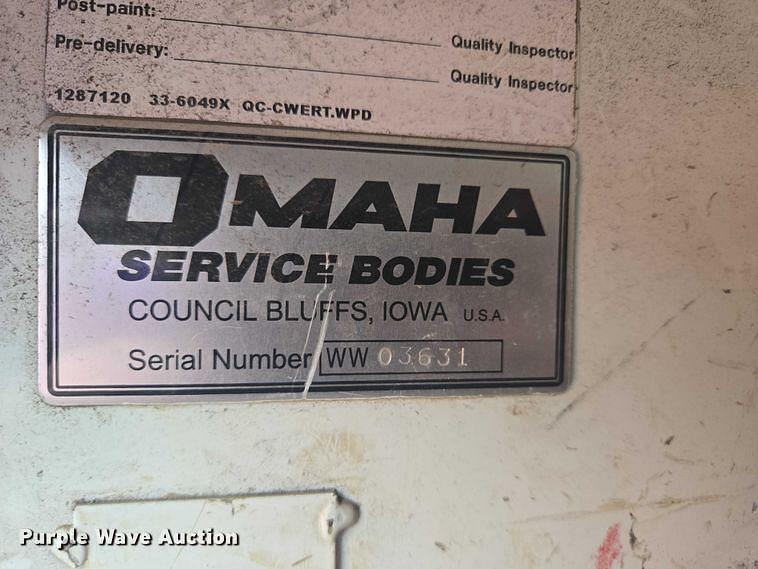 Post-paint:
Quality Inspector
Pre-delivery:
Quality Inspector
1287120 33-6049X QC-CWERT.WPD
OMAHA
SERVICE BODIES
COUNCIL BLUFFS, IOWA U.S.A.
Serial Number WW 03631
Purple Wave Auction